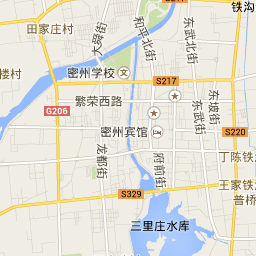 铁沟
田家庄村
大舜街
和平北街
东武北街
楼村
密州学校
S217
繁荣西路
东坡街
G206
东武街
密州宾馆
S220
龙都街
府前街
丁陈铁
S329
王家铁
普桥
三里庄水库